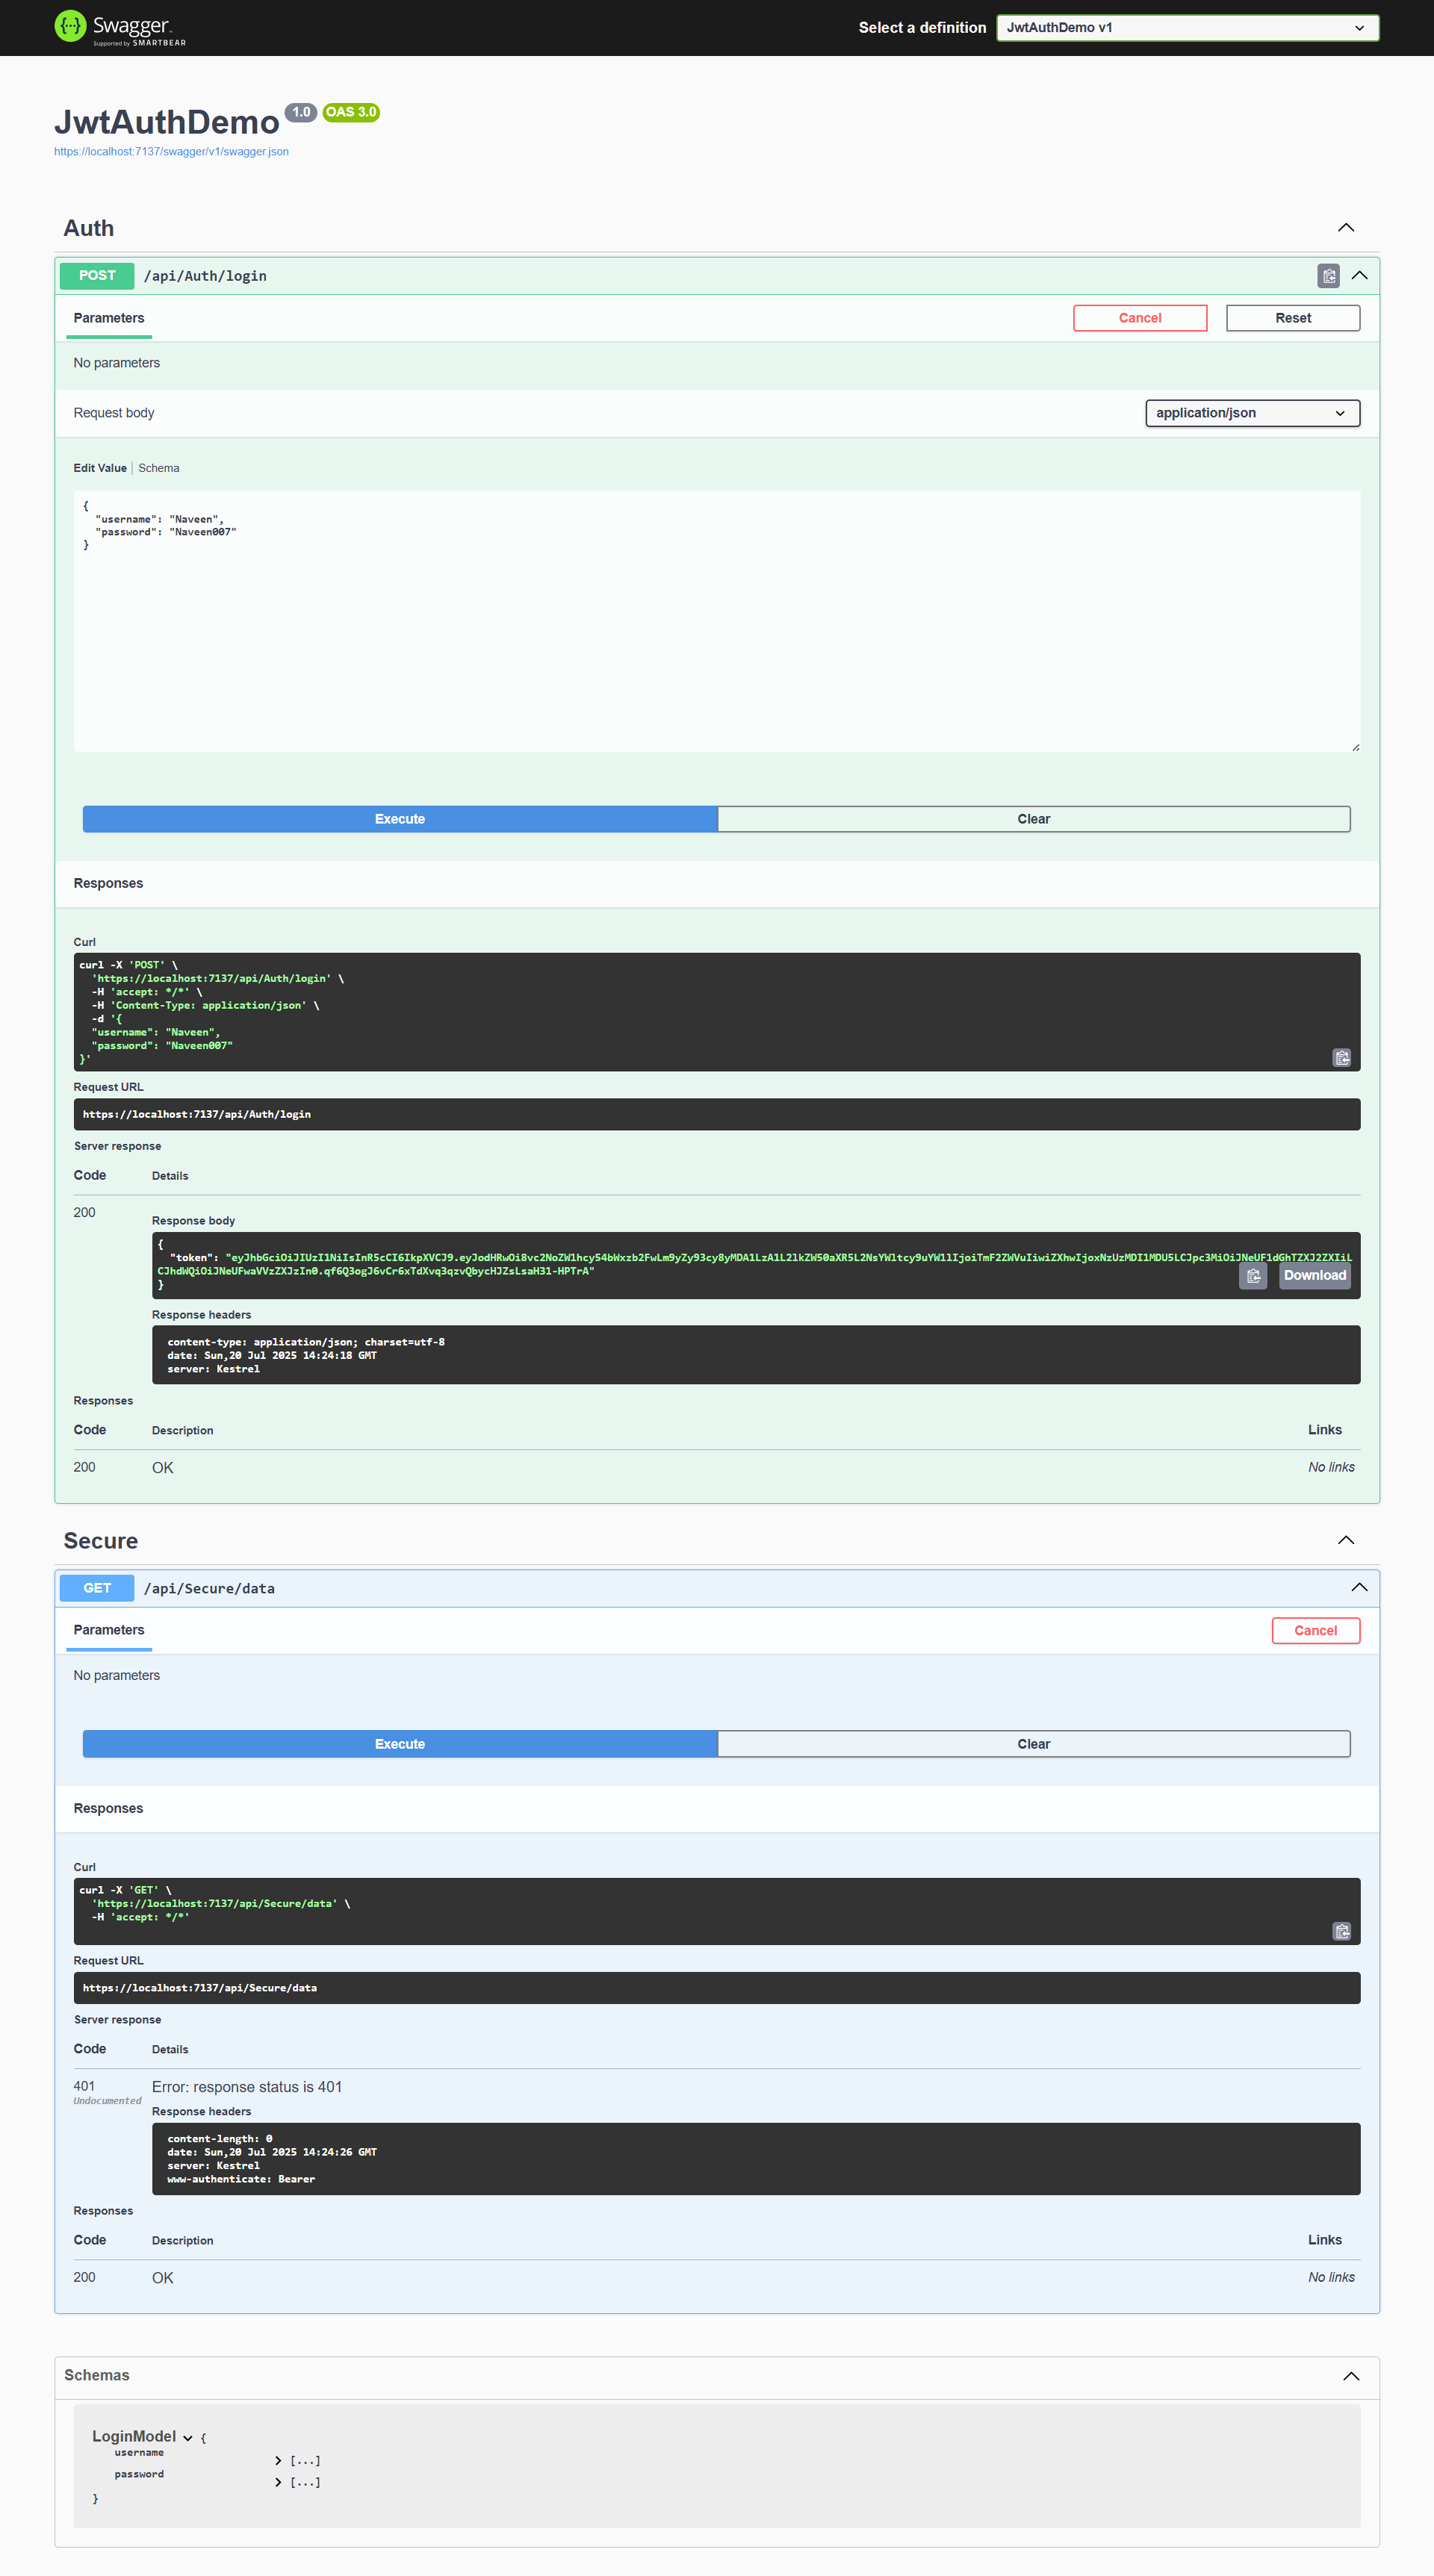 Swagger
Supported by SMARTBEAR
Select a definition
JwtAuthDemo v1
JwtAuthDemo 1.0 OAS 3.0
https://localhost:7137/swagger/v1/swagger.json
Auth
POST /api/Auth/login
Parameters
Cancel
Reset
No parameters
Request body
application/json
Edit Value | Schema
{
"username": "Naveen",
"password": "Naveen007"
}
Execute
Clear
Responses
Curl
curl -X 'POST' \
'https://localhost:7137/api/Auth/login' \
-H 'accept: */*' \
-H 'Content-Type: application/json' \
-d '{
"username": "Naveen",
"password": "Naveen007"
}'
Request URL
https://localhost:7137/api/Auth/login
Server response
Code Details
200
Response body
{
"token": "eyJhbGciOiJIUzI1NiIsInR5cCI6IkpXVCJ9.eyJodHRwOi8vc2NoZW1hcy54bWxzb2FwLm9yZy93cy8yMDA1LzA1L2lkZW50aXR5L2NsYWltcy9uYW1lIjoiTmF2ZWVuIiwiZXhwIjoxNzUzMDI1MDU5LCJpc3MiOiJNeUF1dGhTZXJ2ZXIiL
CJhdWQiOiJNeUFwaVVzZXJzIn0.qf6Q3ogJ6vCr6xTdXvq3qzvQbycHJZsLsaH31-HPTrA"
}
Download
Response headers
content-type: application/json; charset=utf-8
date: Sun,20 Jul 2025 14:24:18 GMT
server: Kestrel
Responses
Code Description Links
200 OK No links
Secure
GET /api/Secure/data
Parameters
Cancel
No parameters
Execute
Clear
Responses
Curl
curl -X 'GET' \
'https://localhost:7137/api/Secure/data' \
-H 'accept: */*'
Request URL
https://localhost:7137/api/Secure/data
Server response
Code Details
401 Error: response status is 401
Undocumented
Response headers
content-length: 0
date: Sun,20 Jul 2025 14:24:26 GMT
server: Kestrel
www-authenticate: Bearer
Responses
Code Description Links
200 OK No links
Schemas
LoginModel {
username [...]
password [...]
}